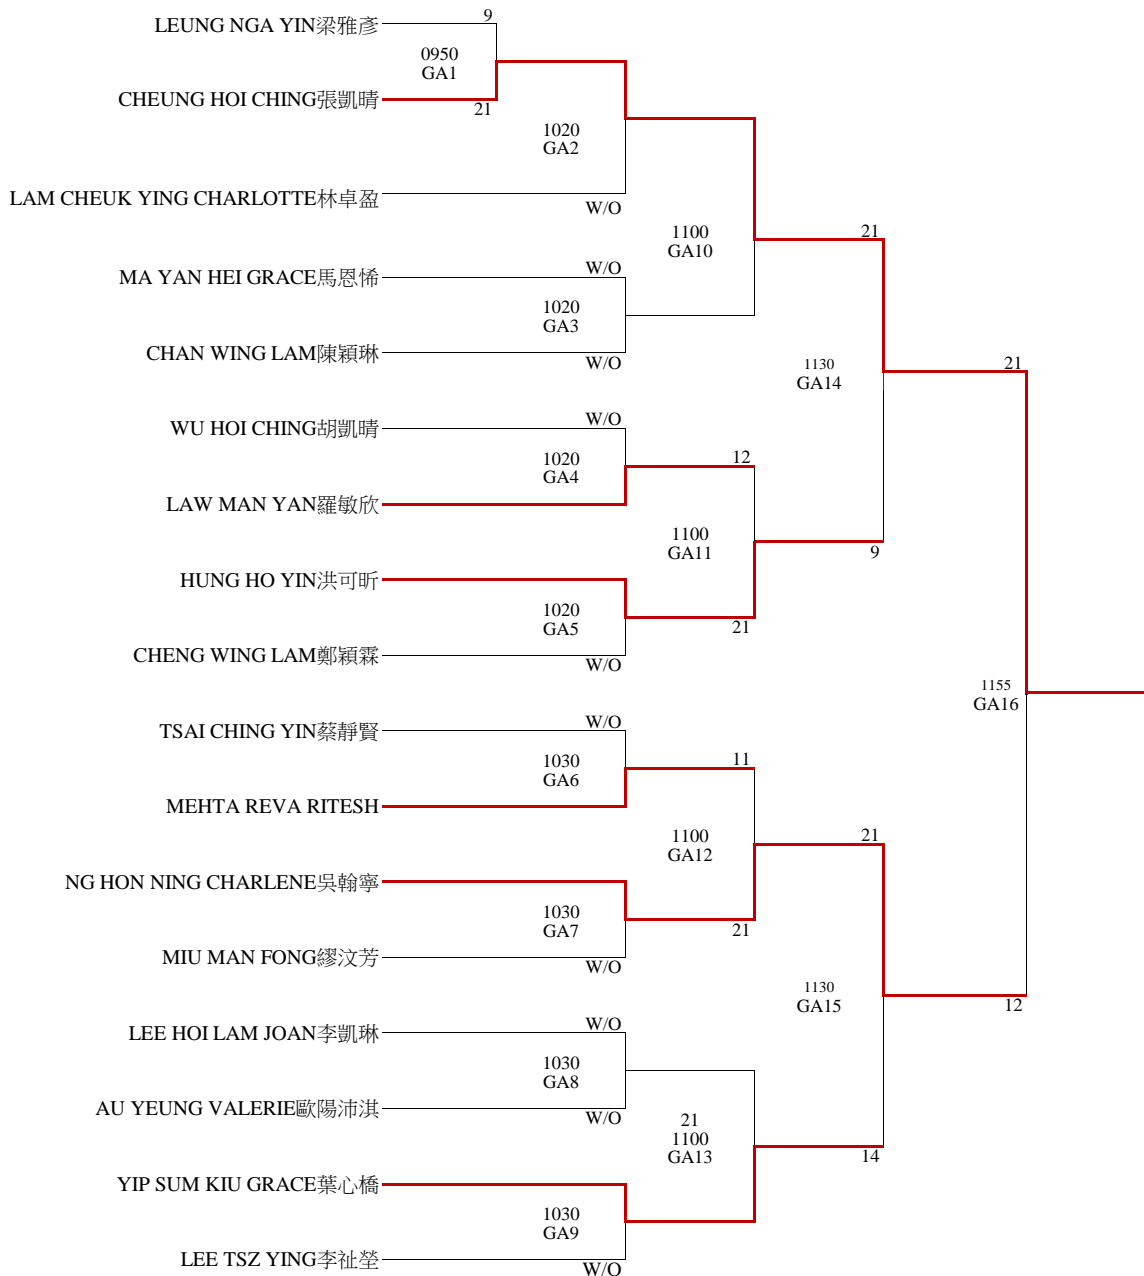 9
LEUNG NGA YIN梁雅彥
0950
GA1
CHEUNG HOI CHING張凱晴
21
1020
GA2
LAM CHEUK YING CHARLOTTE林卓盈
W/O
1100
GA10
21
W/O
MA YAN HEI GRACE馬恩悕
1020
GA3
CHAN WING LAM陳穎琳
W/O
1130
GA14
21
W/O
WU HOI CHING胡凱晴
1020
GA4
12
LAW MAN YAN羅敏欣
1100
GA11
9
HUNG HO YIN洪可昕
1020
GA5
21
CHENG WING LAM鄭穎霖
W/O
1155
GA16
W/O
TSAI CHING YIN蔡靜賢
1030
GA6
11
MEHTA REVA RITESH
1100
GA12
21
NG HON NING CHARLENE吳翰寧
1030
GA7
21
MIU MAN FONG繆汶芳
W/O
1130
GA15
12
W/O
LEE HOI LAM JOAN李凱琳
1030
GA8
AU YEUNG VALERIE歐陽沛淇
W/O
21
1100
GA13
14
YIP SUM KIU GRACE葉心橋
1030
GA9
LEE TSZ YING李祉瑩
W/O